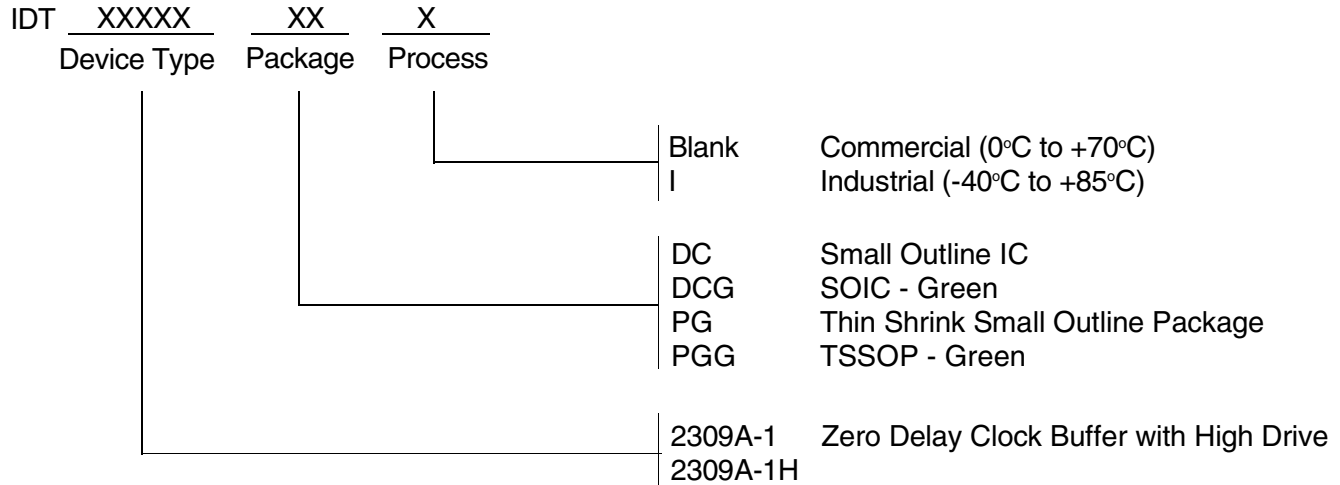 IDT XXXXX XX X
Device Type Package Process
Blank Commercial (0°C to +70°C)
I Industrial (-40°C to +85°C)
DC Small Outline IC
DCG SOIC - Green
PG Thin Shrink Small Outline Package
PGG TSSOP - Green
2309A-1 Zero Delay Clock Buffer with High Drive
2309A-1H